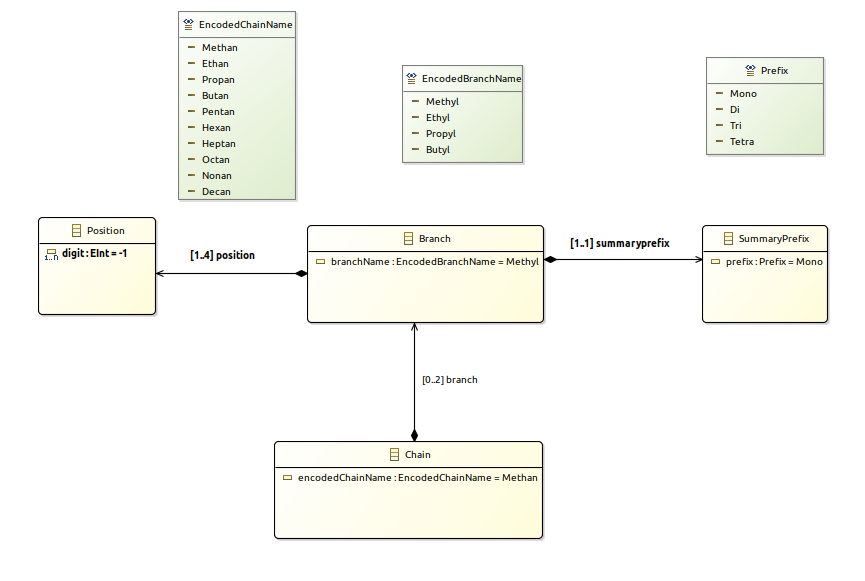 EncodedChainName
Methan
Ethan
Propan
Butan
Pentan
Hexan
Heptan
Octan
Nonan
Decan
EncodedBranchName
Methyl
Ethyl
Propyl
Butyl
Prefix
Mono
Di
Tri
Tetra
Position
1..n digit : EInt = -1
[1..4] position
Branch
branchName : EncodedBranchName = Methyl
[1..1] summaryprefix
SummaryPrefix
prefix : Prefix = Mono
[0..2] branch
Chain
encodedChainName : EncodedChainName = Methan